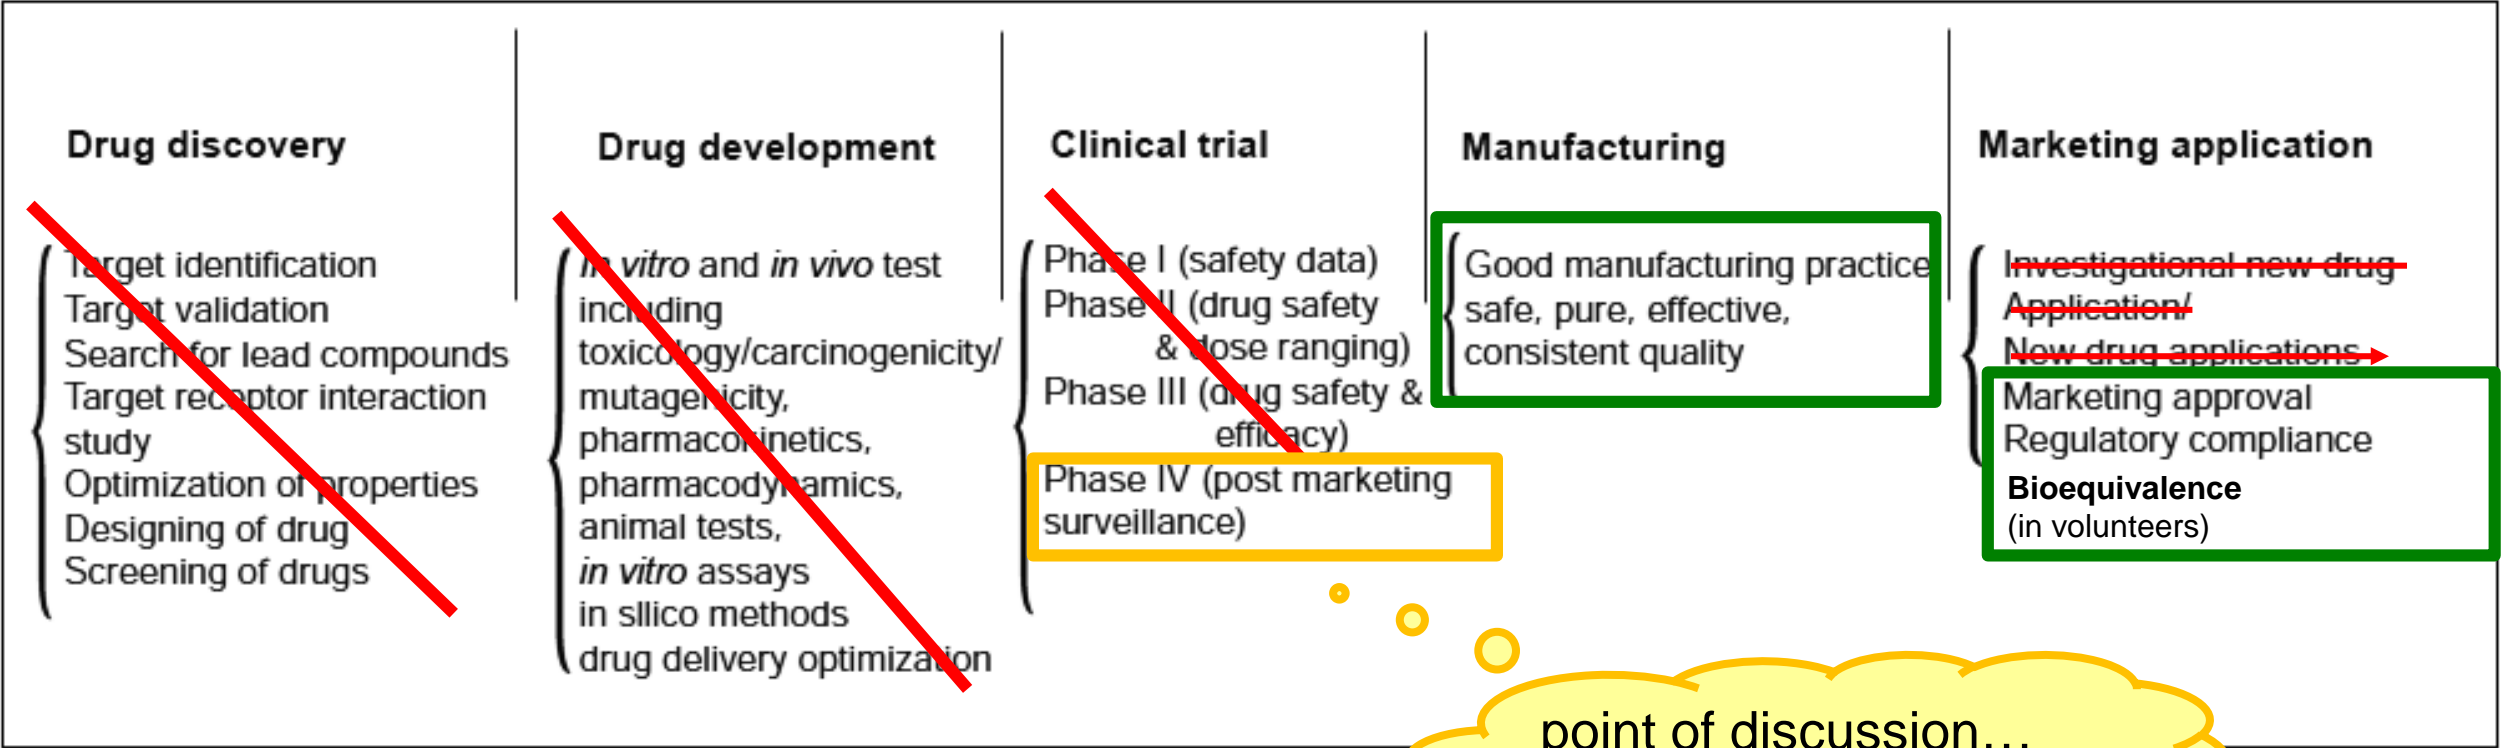 Drug discovery
Target identification
Target validation
Search for lead compounds
Target receptor interaction
study
Optimization of properties
Designing of drug
Screening of drugs
Drug development
in vitro and in vivo test
including
toxicology/carcinogenicity/
mutagenicity,
pharmacokinetics,
pharmacodynamics,
animal tests,
in vitro assays
in sllico methods
drug delivery optimization
Clinical trial
Phase I (safety data)
Phase II (drug safety
& dose ranging)
Phase III (drug safety &
efficacy)
Phase IV (post marketing
surveillance)
Manufacturing
Good manufacturing practice
safe, pure, effective,
consistent quality
Marketing application
Investigational new drug
Application/
New drug applications
Marketing approval
Regulatory compliance
Bioequivalence
(in volunteers)
point of discussion...